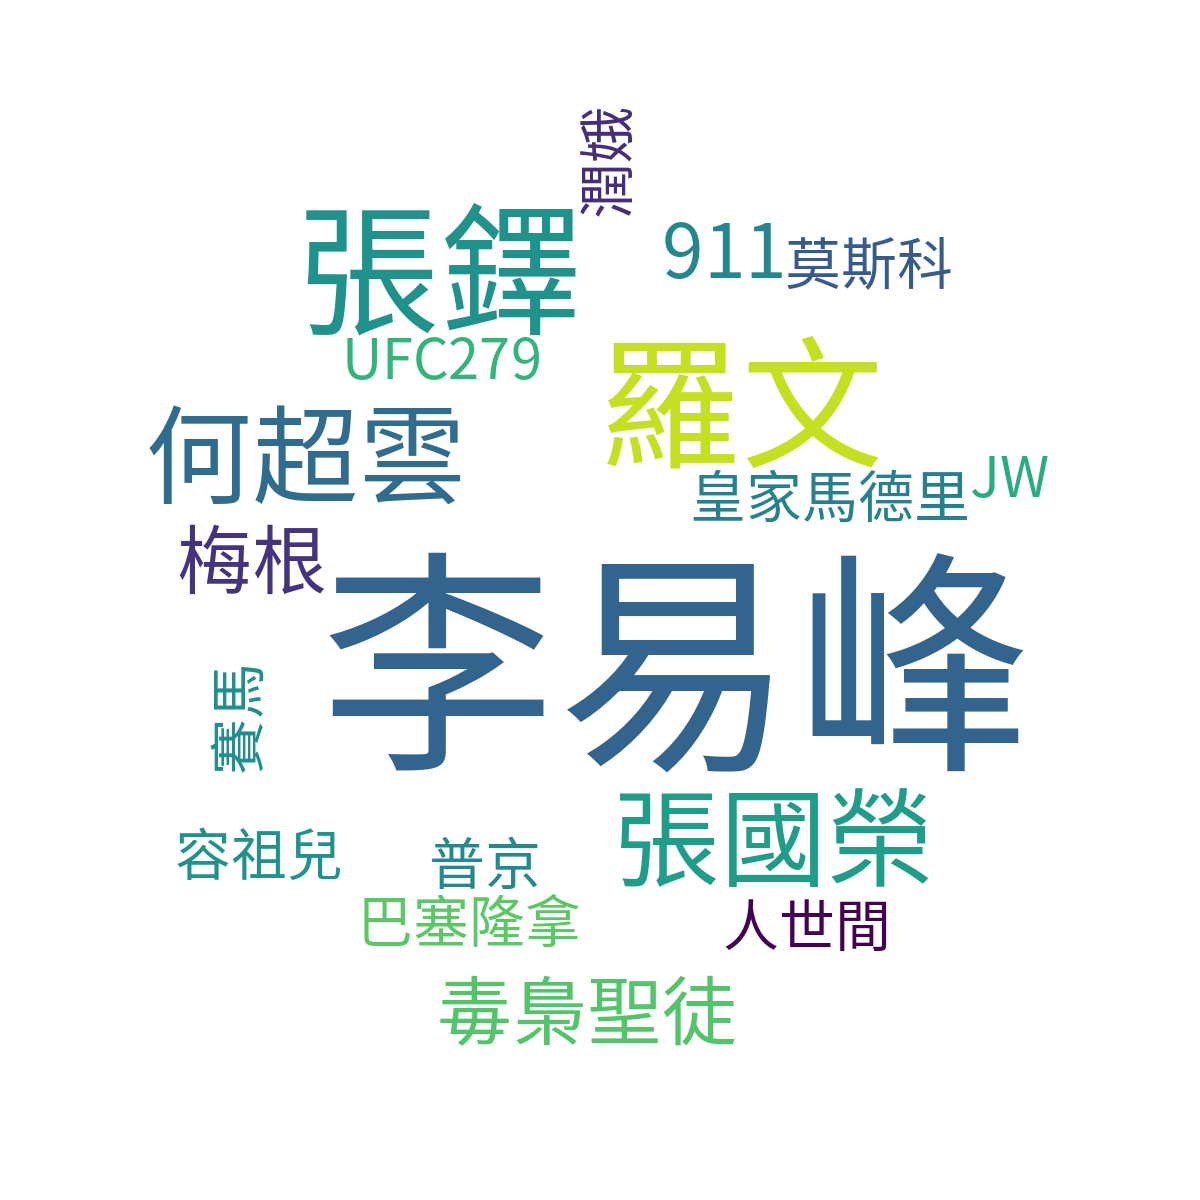 潤娥
張鐸
911
莫斯科
UFC279
羅文
何超雲
皇家馬德里
JW
梅根
李易峰
賽馬
張國榮
容祖兒
普京
巴塞隆拿
人世間
毒梟聖徒